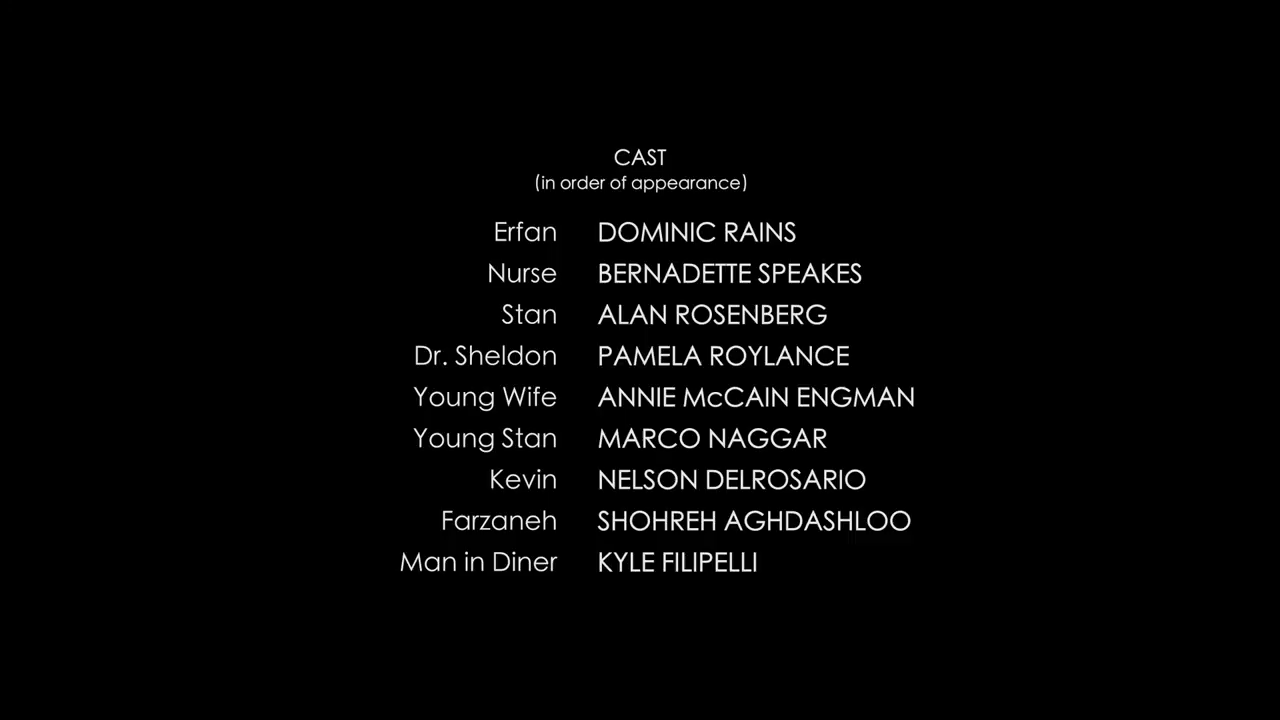 CAST
(in order of appearance)
Erfan DOMINIC RAINS
Nurse BERNADETTE SPEAKES
Stan ALAN ROSENBERG
Dr. Sheldon PAMELA ROYLANCE
Young Wife ANNIE McCAIN ENGMAN
Young Stan MARCO NAGGAR
Kevin NELSON DELROSARIO
Farzaneh SHOHREH AGHDASHLOO
Man in Diner KYLE FILIPELLI